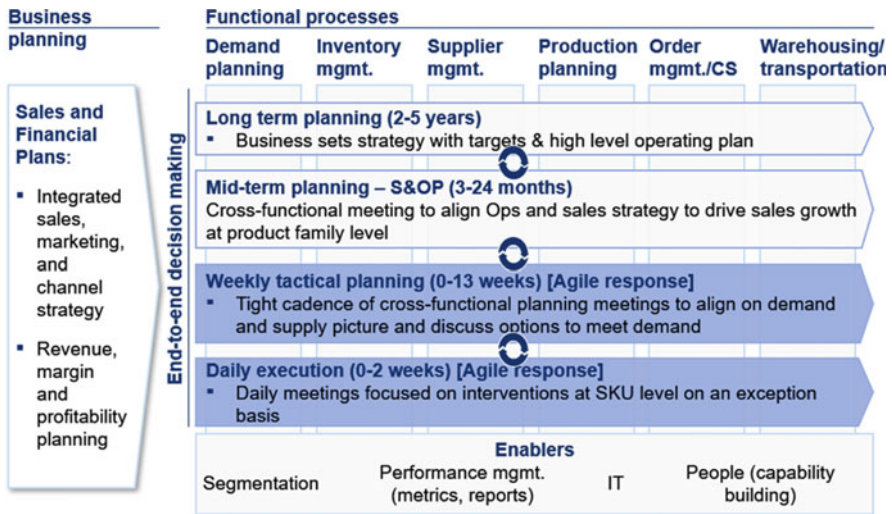 Business
planning
Functional processes
Demand
planning
Inventory
mgmt.
Supplier
mgmt.
Production
planning
Order
mgmt./CS
Warehousing/
transportation
Sales and
Financial
Plans:
▪ Integrated
sales,
marketing,
and
channel
strategy
▪ Revenue,
margin
and
profitability
planning
End-to-end decision making
Long term planning (2-5 years)
▪ Business sets strategy with targets & high level operating plan
Mid-term planning – S&OP (3-24 months)
Cross-functional meeting to align Ops and sales strategy to drive sales growth
at product family level
Weekly tactical planning (0-13 weeks) [Agile response]
▪ Tight cadence of cross-functional planning meetings to align on demand
and supply picture and discuss options to meet demand
Daily execution (0-2 weeks) [Agile response]
▪ Daily meetings focused on interventions at SKU level on an exception
basis
Enablers
Segmentation
Performance mgmt.
(metrics, reports)
IT
People (capability
building)